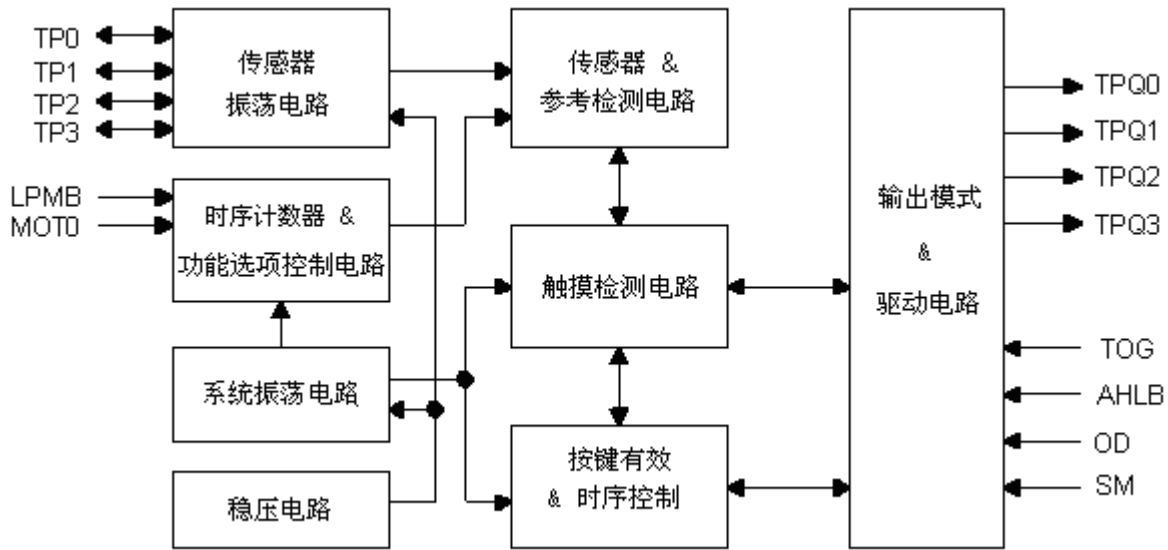 TP0
TP1
TP2
TP3
LPMB
MOT0
传感器
振荡电路
时序计数器 &
功能选项控制电路
系统振荡电路
稳压电路
传感器 &
参考检测电路
触摸检测电路
按键有效
& 时序控制
输出模式
&
驱动电路
TPQ0
TPQ1
TPQ2
TPQ3
TOG
AHLB
OD
SM